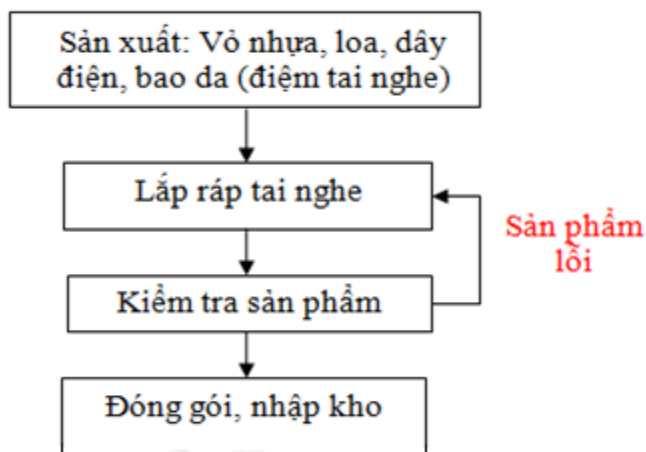 Sản xuất: Vỏ nhựa, loa, dây
điện, bao da (điệm tai nghe)
Lắp ráp tai nghe
Sản phẩm
lỗi
Kiểm tra sản phẩm
Đóng gói, nhập kho